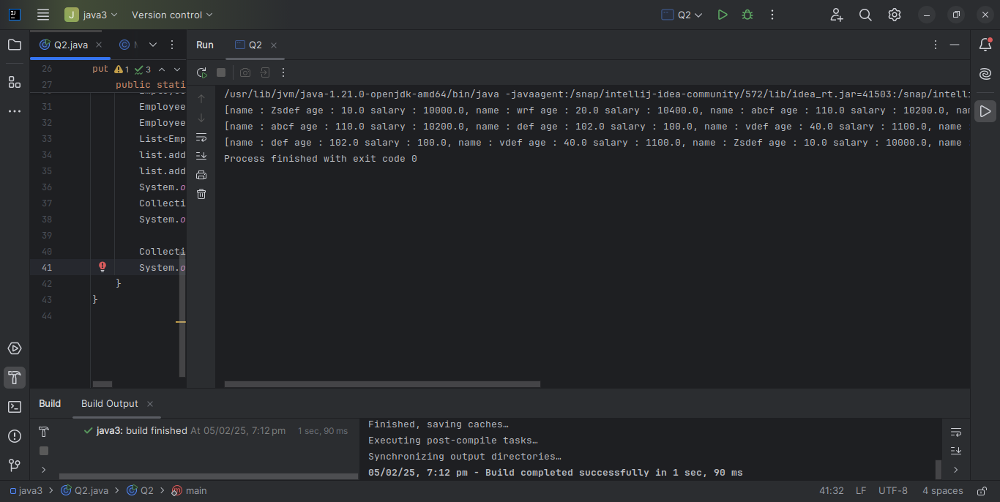 J java3 Version control Q2
Q2.java
26 put 1 3
27 public stati
31 Employee
32 Employee
33 List<Emp
34 list.add
35 list.add
36 System.o
37 Collecti
38 System.o
39
40 Collecti
41 System.o
42 }
43 }
44
Run Q2
/usr/lib/jvm/java-1.21.0-openjdk-amd64/bin/java -javaagent:/snap/intellij-idea-community/572/lib/idea_rt.jar=41503:/snap/intelli
[name : Zsdef age : 10.0 salary : 10000.0, name : wrf age : 20.0 salary : 10400.0, name : abcf age : 110.0 salary : 10200.0, nam
[name : abcf age : 110.0 salary : 10200.0, name : def age : 102.0 salary : 100.0, name : vdef age : 40.0 salary : 1100.0, name
[name : def age : 102.0 salary : 100.0, name : vdef age : 40.0 salary : 1100.0, name : Zsdef age : 10.0 salary : 10000.0, name
Process finished with exit code 0
Build Build Output
java3: build finished At 05/02/25, 7:12 pm 1 sec, 90 ms
Finished, saving caches…
Executing post-compile tasks…
Synchronizing output directories…
05/02/25, 7:12 pm - Build completed successfully in 1 sec, 90 ms
java3 > Q2.java > Q2 > main 41:32 LF UTF-8 4 spaces